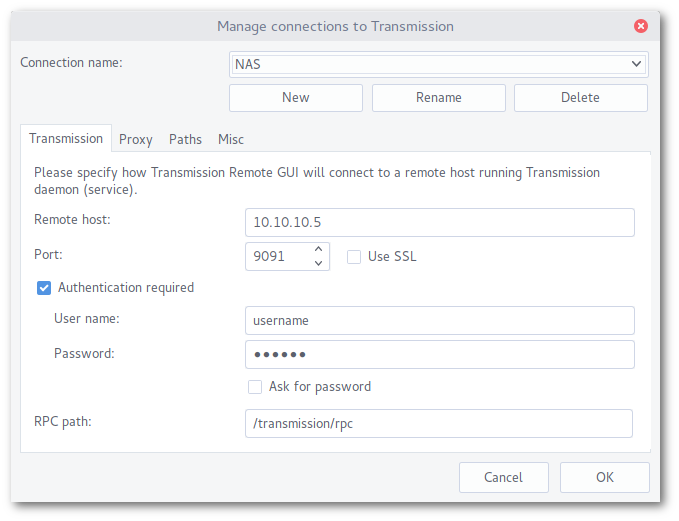 Manage connections to Transmission
Connection name:
NAS
New
Rename
Delete
Transmission
Proxy
Paths
Misc
Please specify how Transmission Remote GUI will connect to a remote host running Transmission
daemon (service).
Remote host:
10.10.10.5
Port:
9091
Use SSL
Authentication required
User name:
username
Password:
●●●●●●
Ask for password
RPC path:
/transmission/rpc
Cancel
OK